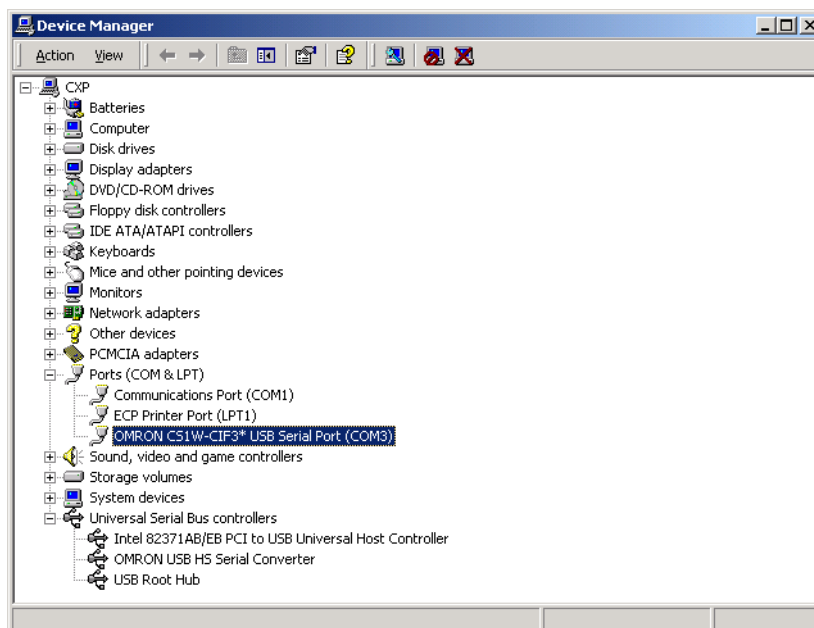 Device Manager
Action View
CXP
Batteries
Computer
Disk drives
Display adapters
DVD/CD-ROM drives
Floppy disk controllers
IDE ATA/ATAPI controllers
Keyboards
Mice and other pointing devices
Monitors
Network adapters
Other devices
PCMCIA adapters
Ports (COM & LPT)
Communications Port (COM1)
ECP Printer Port (LPT1)
OMRON CS1W-CIF3* USB Serial Port (COM3)
Sound, video and game controllers
Storage volumes
System devices
Universal Serial Bus controllers
Intel 82371AB/EB PCI to USB Universal Host Controller
OMRON USB HS Serial Converter
USB Root Hub